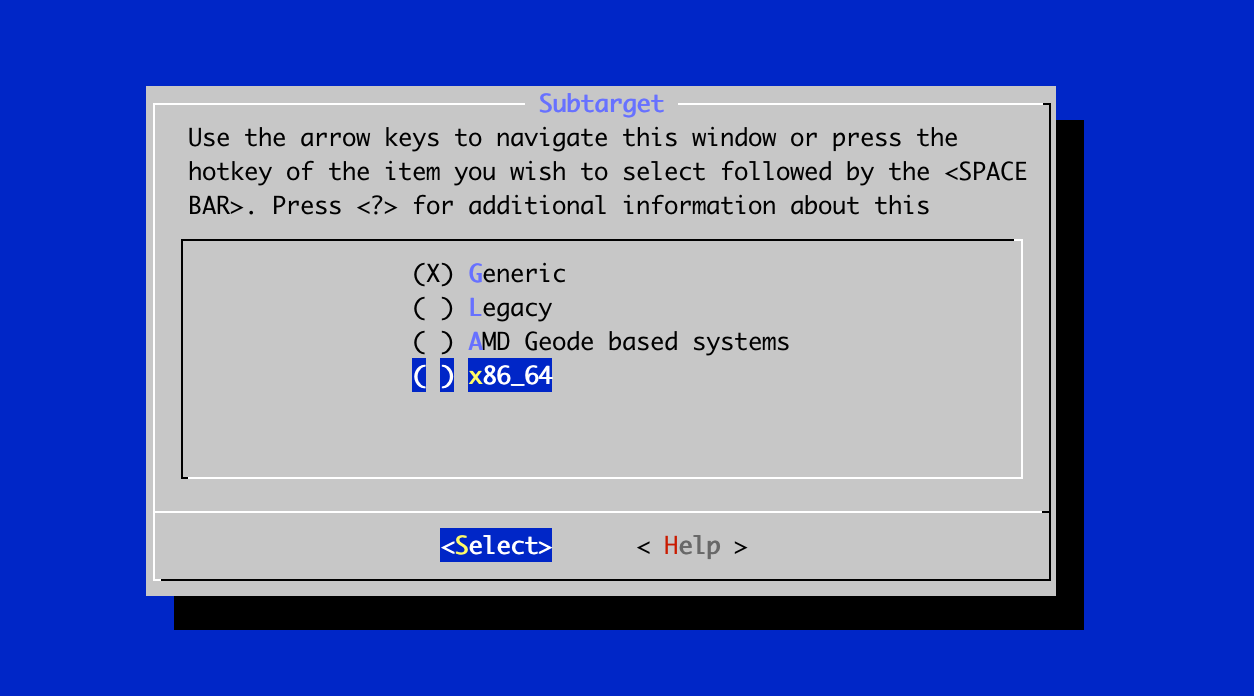 Subtarget
Use the arrow keys to navigate this window or press the
hotkey of the item you wish to select followed by the <SPACE
BAR>. Press <?> for additional information about this
(X) Generic
( ) Legacy
( ) AMD Geode based systems
( ) x86_64
<Select> < Help >